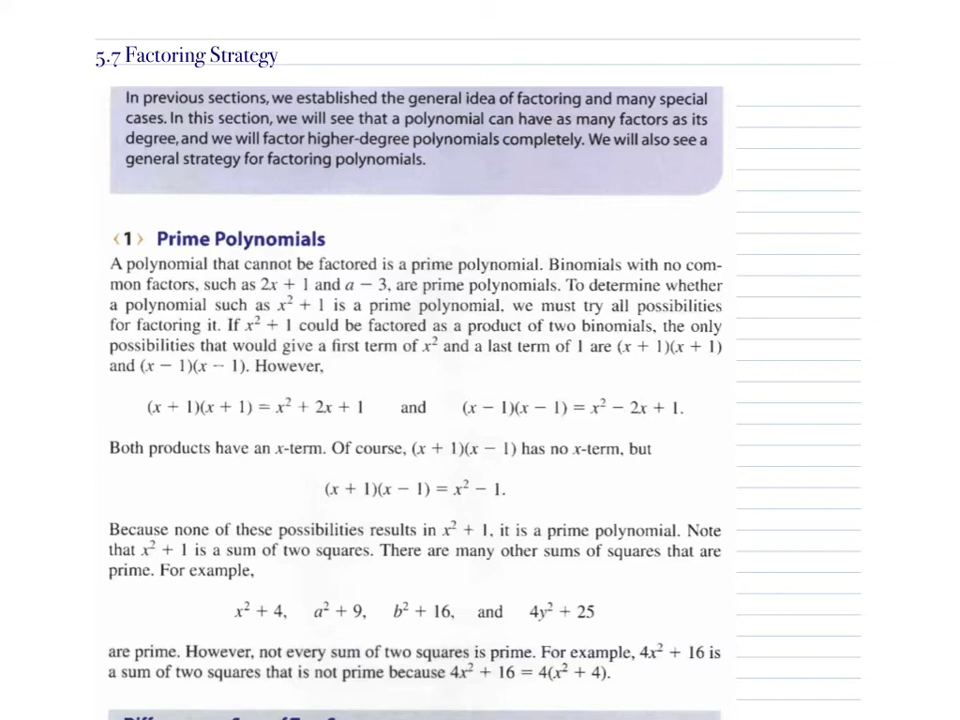 5.7 Factoring Strategy
In previous sections, we established the general idea of factoring and many special
cases. In this section, we will see that a polynomial can have as many factors as its
degree, and we will factor higher-degree polynomials completely. We will also see a
general strategy for factoring polynomials.
‹1› Prime Polynomials
A polynomial that cannot be factored is a prime polynomial. Binomials with no com-
mon factors, such as 2x + 1 and a − 3, are prime polynomials. To determine whether
a polynomial such as x² + 1 is a prime polynomial, we must try all possibilities
for factoring it. If x² + 1 could be factored as a product of two binomials, the only
possibilities that would give a first term of x² and a last term of 1 are (x + 1)(x + 1)
and (x − 1)(x − 1). However,
(x + 1)(x + 1) = x² + 2x + 1 and (x − 1)(x − 1) = x² − 2x + 1.
Both products have an x-term. Of course, (x + 1)(x − 1) has no x-term, but
(x + 1)(x − 1) = x² − 1.
Because none of these possibilities results in x² + 1, it is a prime polynomial. Note
that x² + 1 is a sum of two squares. There are many other sums of squares that are
prime. For example,
x² + 4, a² + 9, b² + 16, and 4y² + 25
are prime. However, not every sum of two squares is prime. For example, 4x² + 16 is
a sum of two squares that is not prime because 4x² + 16 = 4(x² + 4).